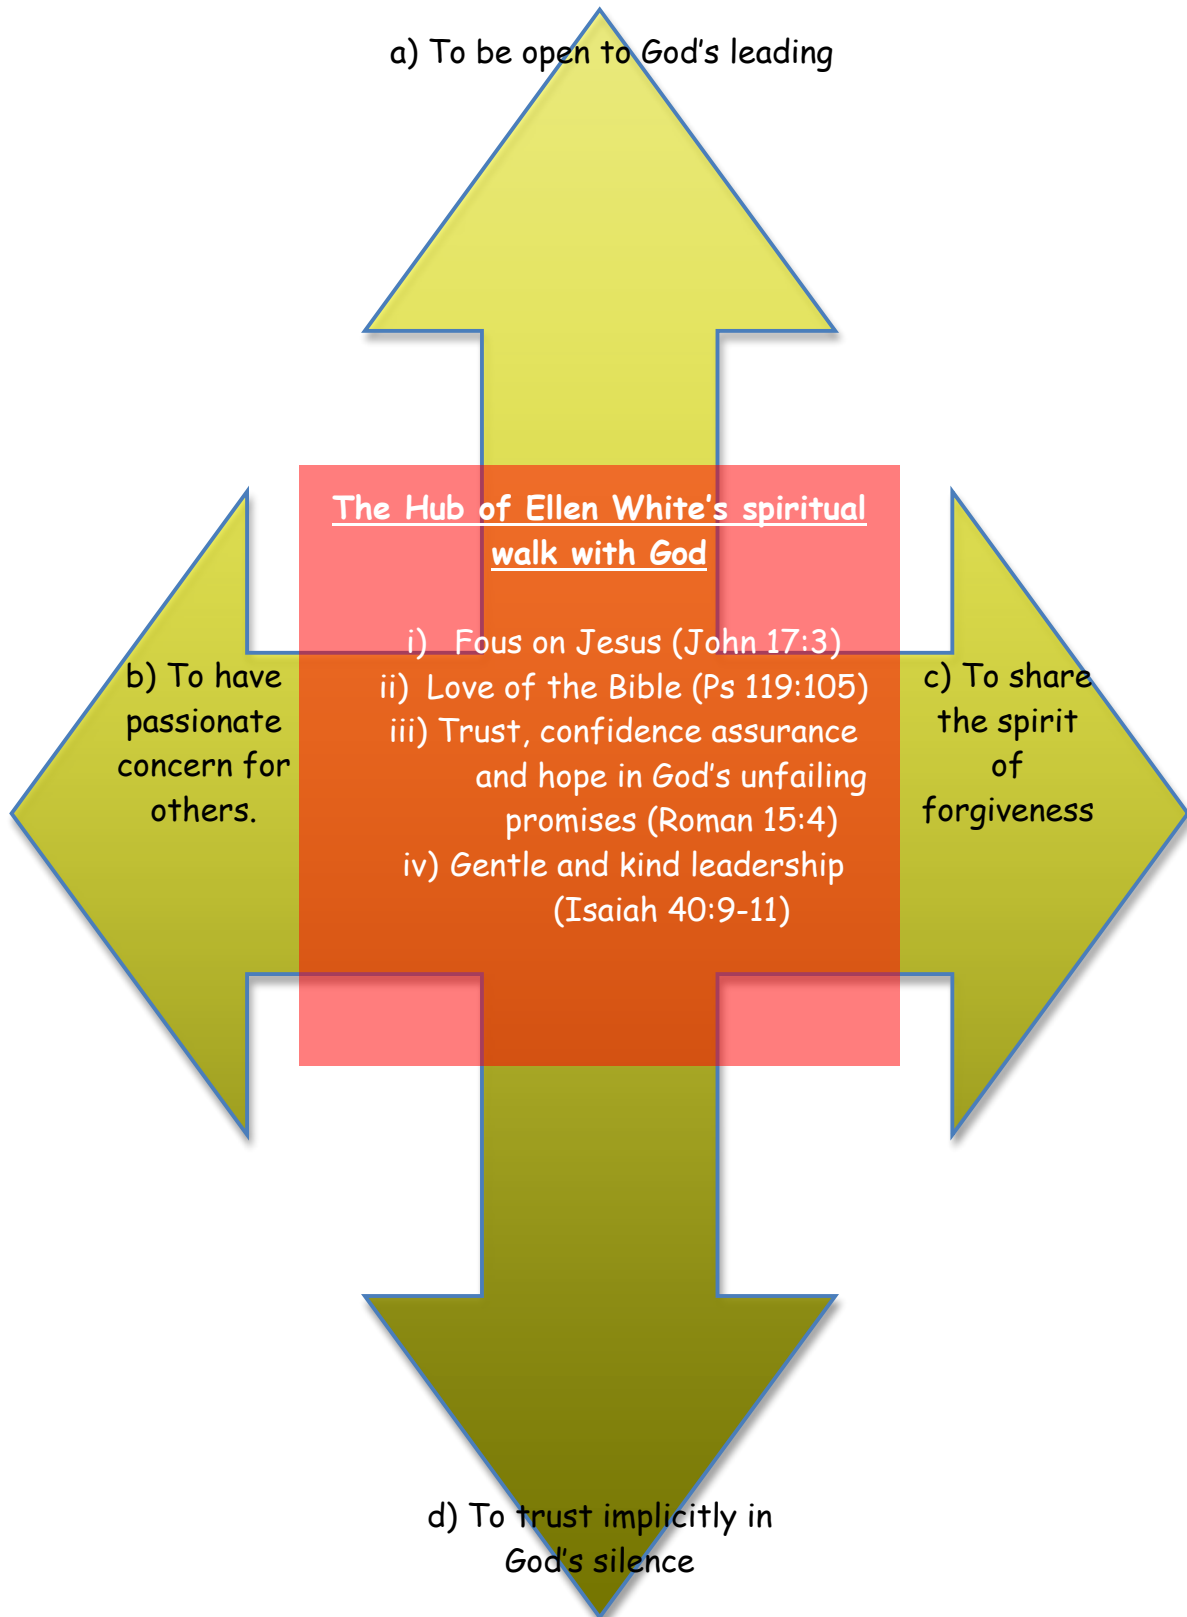 a) To be open to God's leading
The Hub of Ellen White's spiritual
walk with God
i) Fous on Jesus (John 17:3)
ii) Love of the Bible (Ps 119:105)
iii) Trust, confidence assurance
and hope in God's unfailing
promises (Roman 15:4)
iv) Gentle and kind leadership
(Isaiah 40:9-11)
b) To have
passionate
concern for
others.
c) To share
the spirit
of
forgiveness
d) To trust implicitly in
God's silence